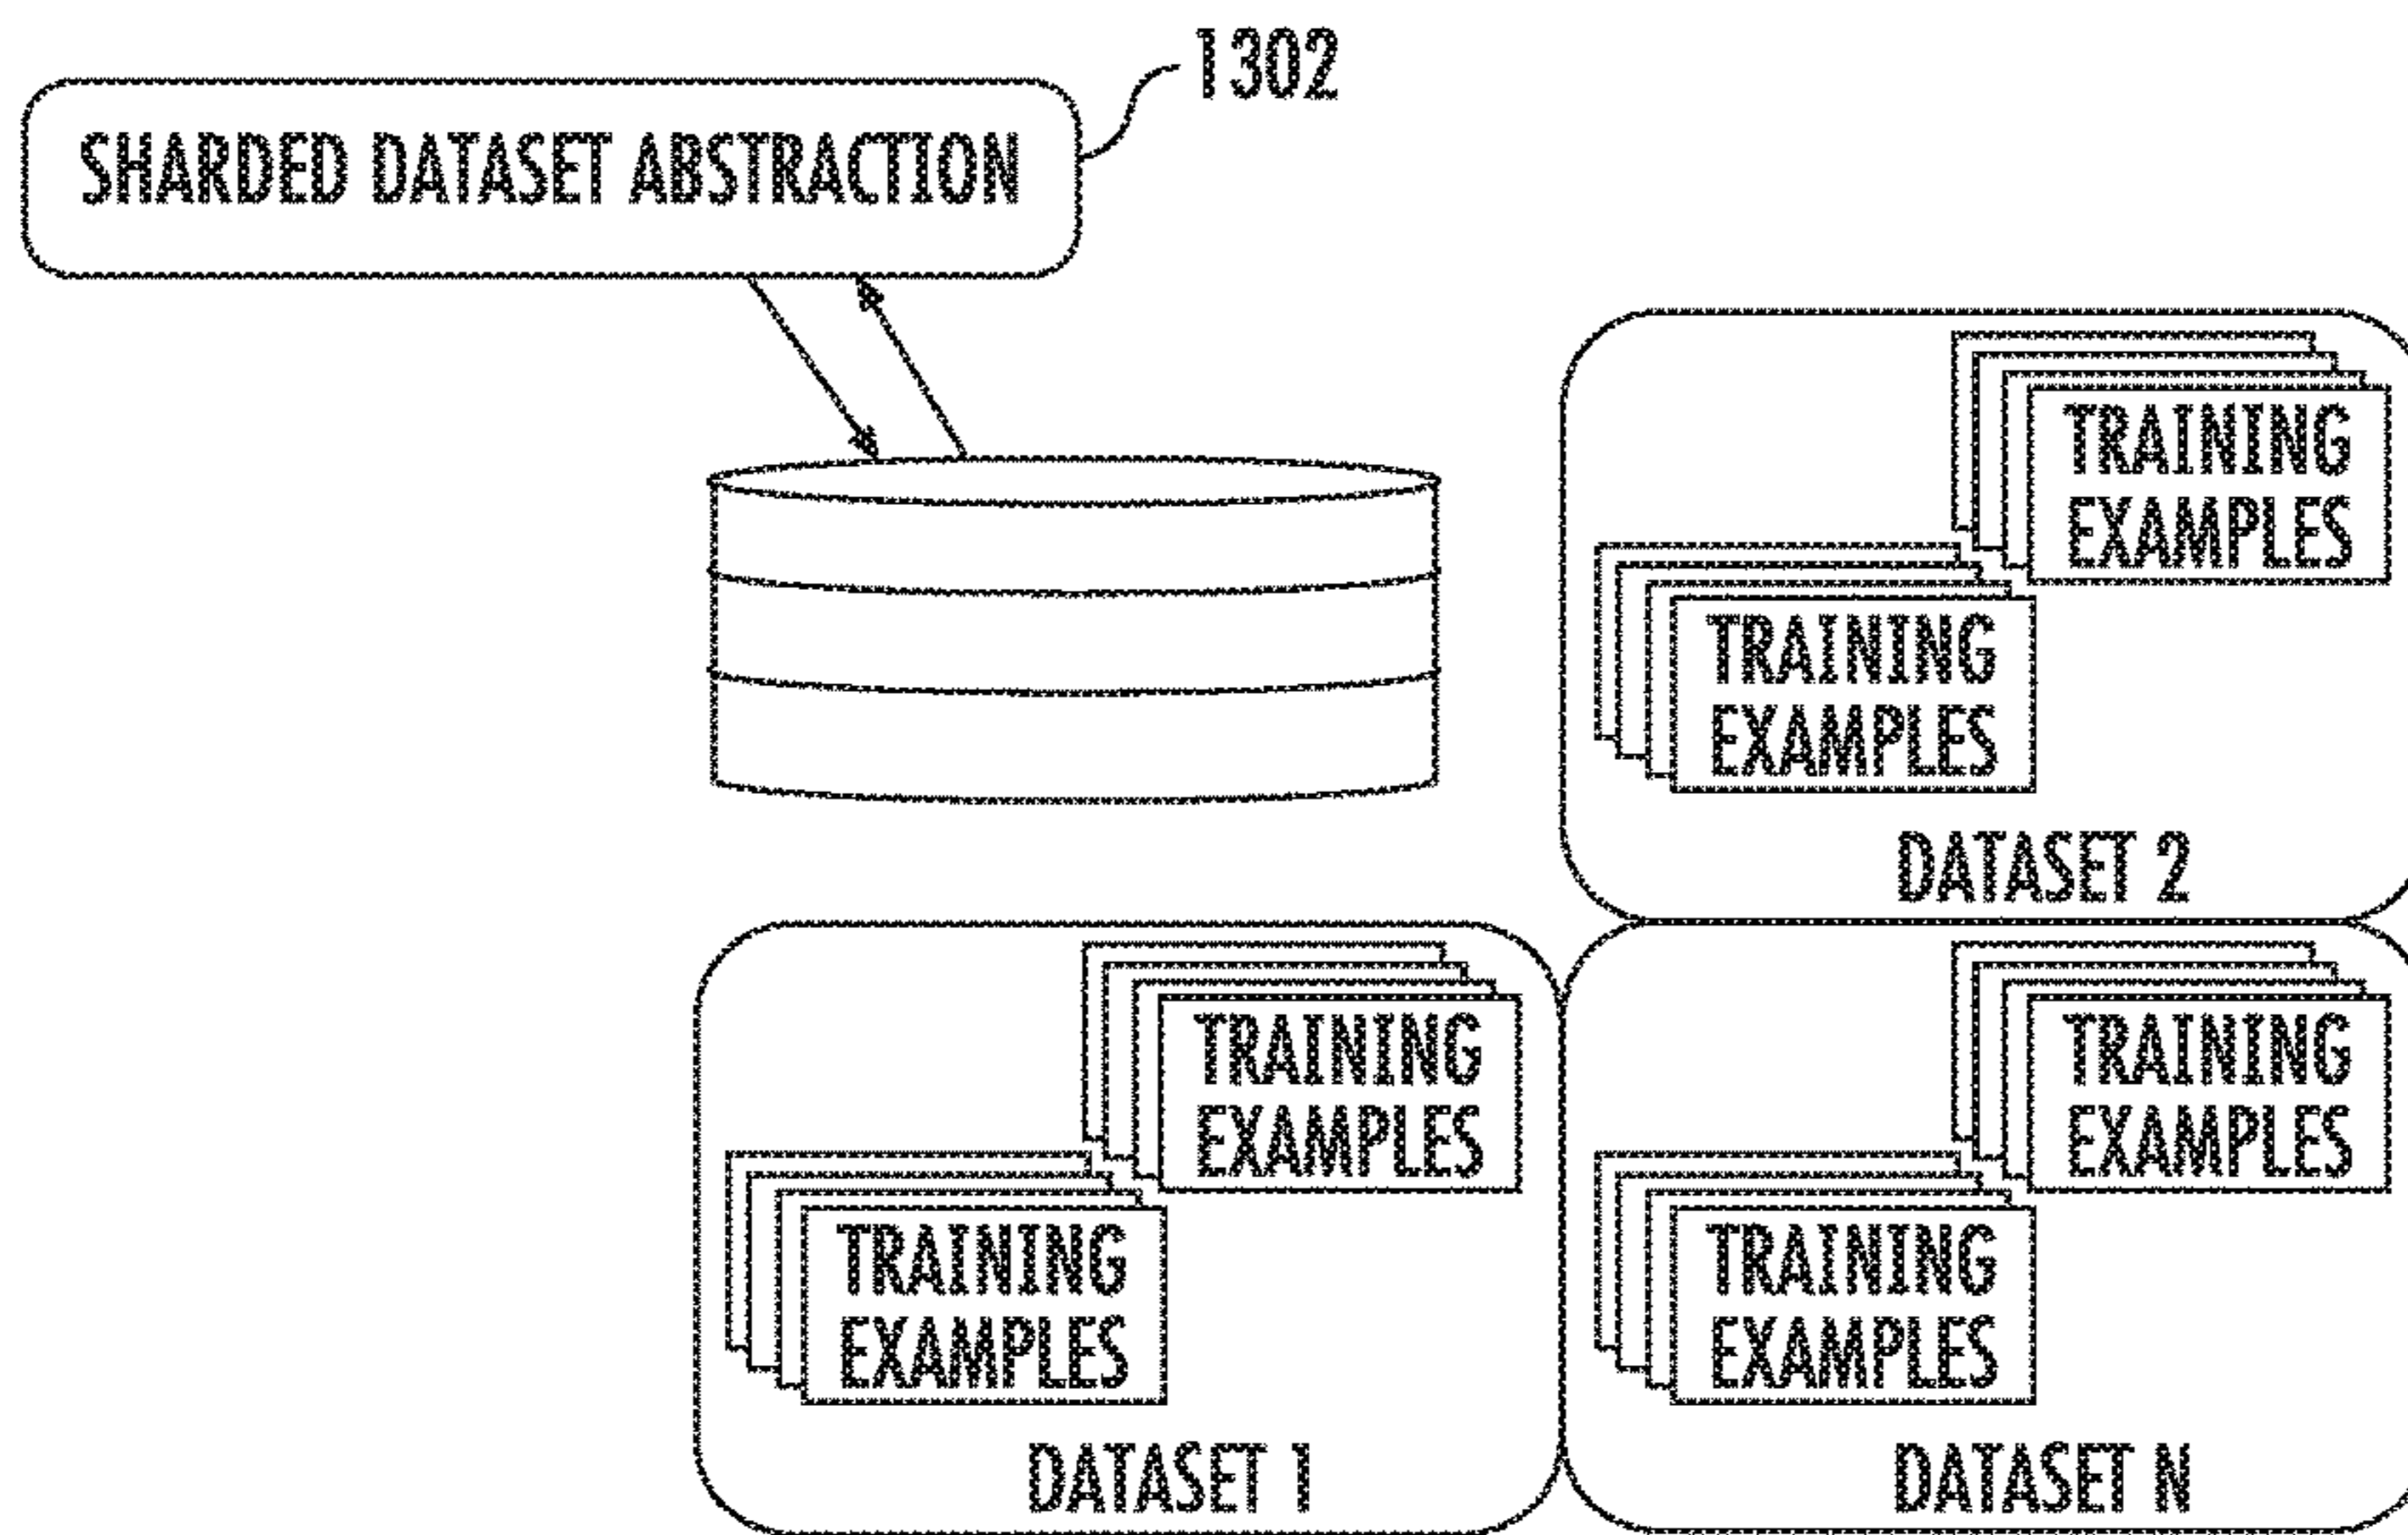 1302
SHARDED DATASET ABSTRACTION
TRAINING
EXAMPLES
TRAINING
EXAMPLES
DATASET 2
TRAINING
EXAMPLES
TRAINING
EXAMPLES
DATASET 1
TRAINING
EXAMPLES
TRAINING
EXAMPLES
DATASET N